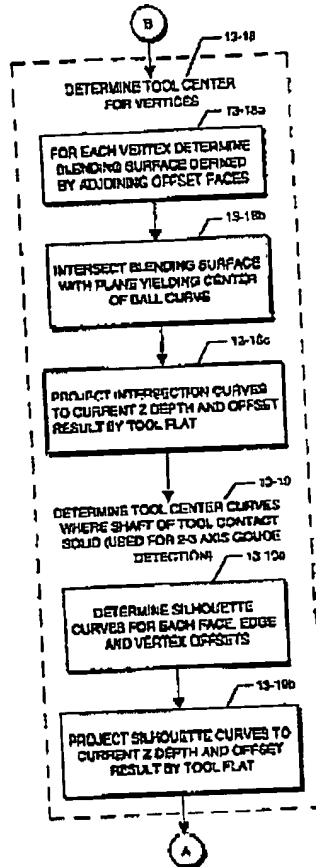 B
13-18
DETERMINE TOOL CENTER
FOR VERTICES
13-18a
FOR EACH VERTEX DETERMINE
BLENDING SURFACE DEFINED
BY ADJOINING OFFSET FACES
13-18b
INTERSECT BLENDING SURFACE
WITH PLANE YIELDING CENTER
OF BALL CURVE
13-18c
PROJECT INTERSECTION CURVES
TO CURRENT Z DEPTH AND OFFSET
RESULT BY TOOL FLAT
13-19
DETERMINE TOOL CENTER CURVES
WHERE SHAFT OF TOOL CONTACT
SOLID (USED FOR 2-3 AXIS GOUGE
DETECTION)
13-19a
DETERMINE SILHOUETTE
CURVES FOR EACH FACE, EDGE
AND VERTEX OFFSETS
13-19b
PROJECT SILHOUETTE CURVES TO
CURRENT Z DEPTH AND OFFSET
RESULT BY TOOL FLAT
A